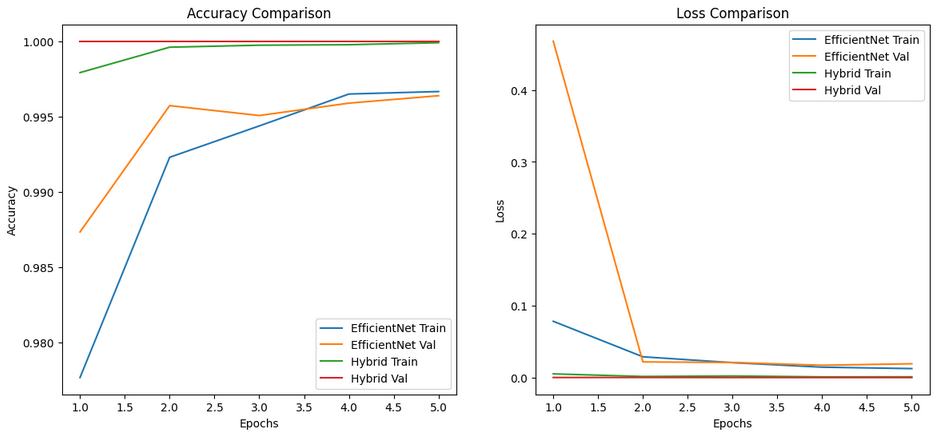 Accuracy Comparison
1.000
0.995
0.990
0.985
0.980
Accuracy
1.0
1.5
2.0
2.5
3.0
3.5
4.0
4.5
5.0
Epochs
EfficientNet Train
EfficientNet Val
Hybrid Train
Hybrid Val
Loss Comparison
0.4
0.3
0.2
0.1
0.0
Loss
1.0
1.5
2.0
2.5
3.0
3.5
4.0
4.5
5.0
Epochs
EfficientNet Train
EfficientNet Val
Hybrid Train
Hybrid Val